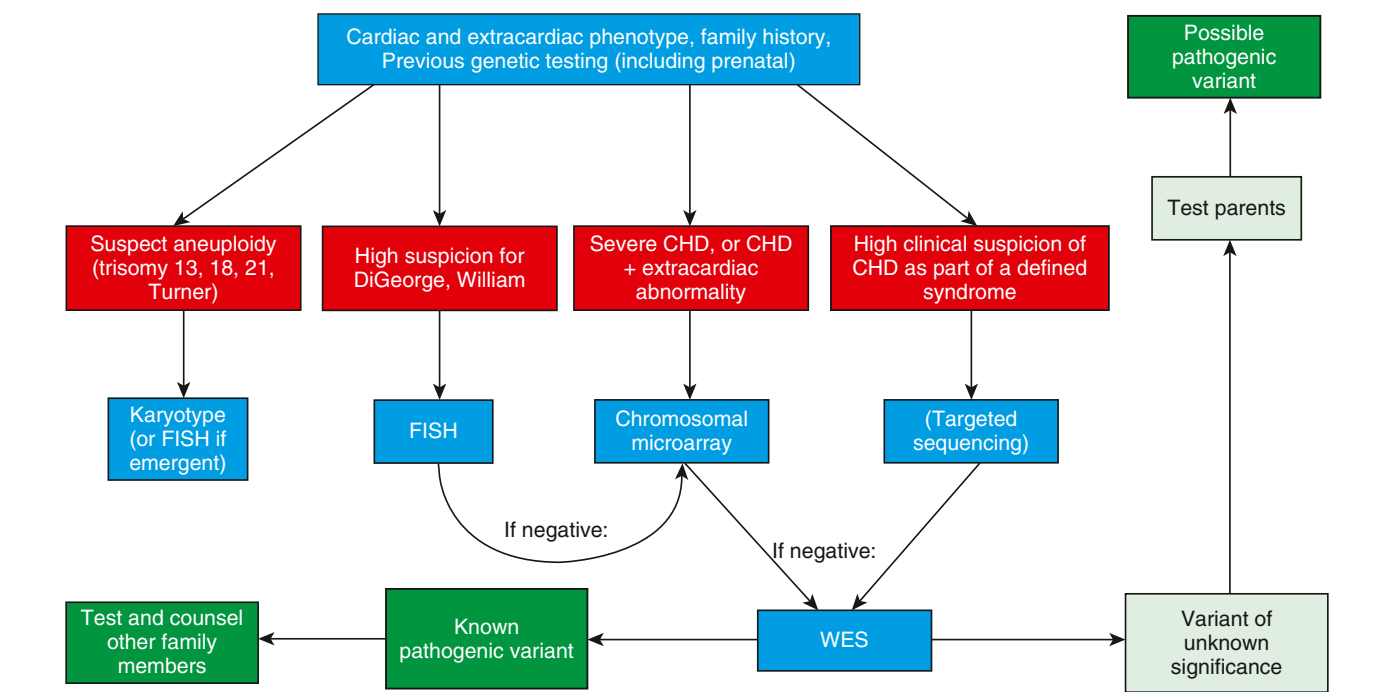 Cardiac and extracardiac phenotype, family history,
Previous genetic testing (including prenatal)
Possible
pathogenic
variant
Test parents
Suspect aneuploidy
(trisomy 13, 18, 21,
Turner)
High suspicion for
DiGeorge, William
Severe CHD, or CHD
+ extracardiac
abnormality
High clinical suspicion of
CHD as part of a defined
syndrome
Karyotype
(or FISH if
emergent)
FISH
Chromosomal
microarray
(Targeted
sequencing)
If negative:
If negative:
Test and counsel
other family
members
Known
pathogenic variant
WES
Variant of
unknown
significance